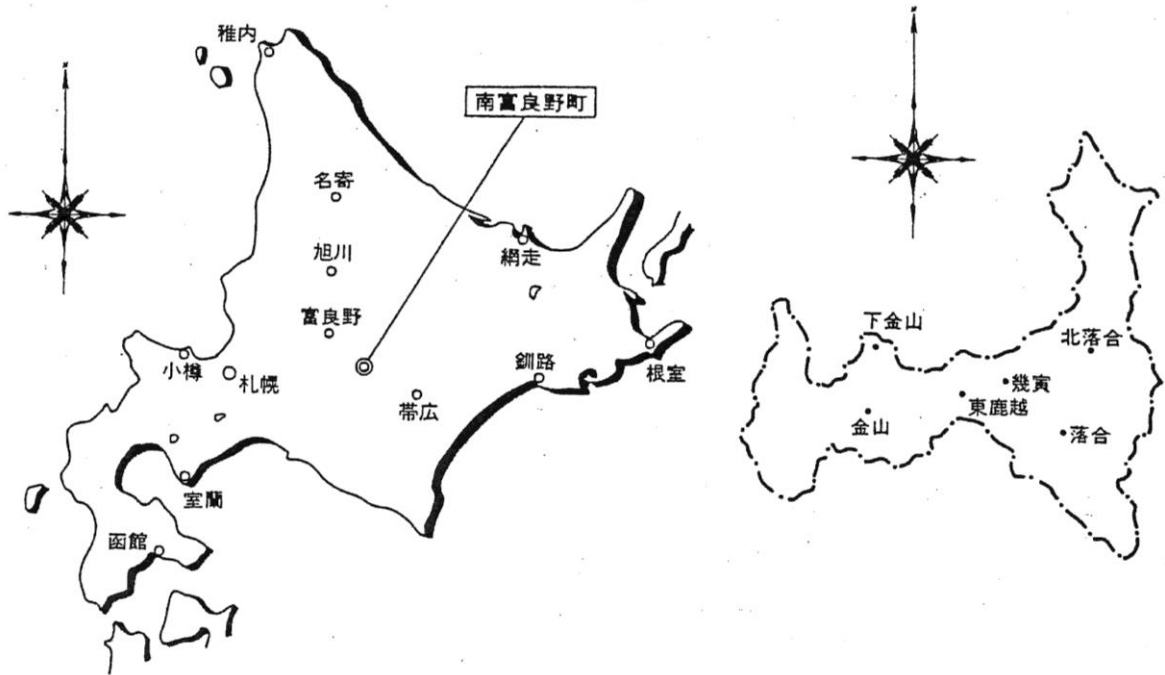 稚内
南富良野町
名寄
網走
旭川
富良野
小樽
札幌
釧路
根室
帯広
室蘭
函館
下金山
北落合
幾寅
東鹿越
金山
落合